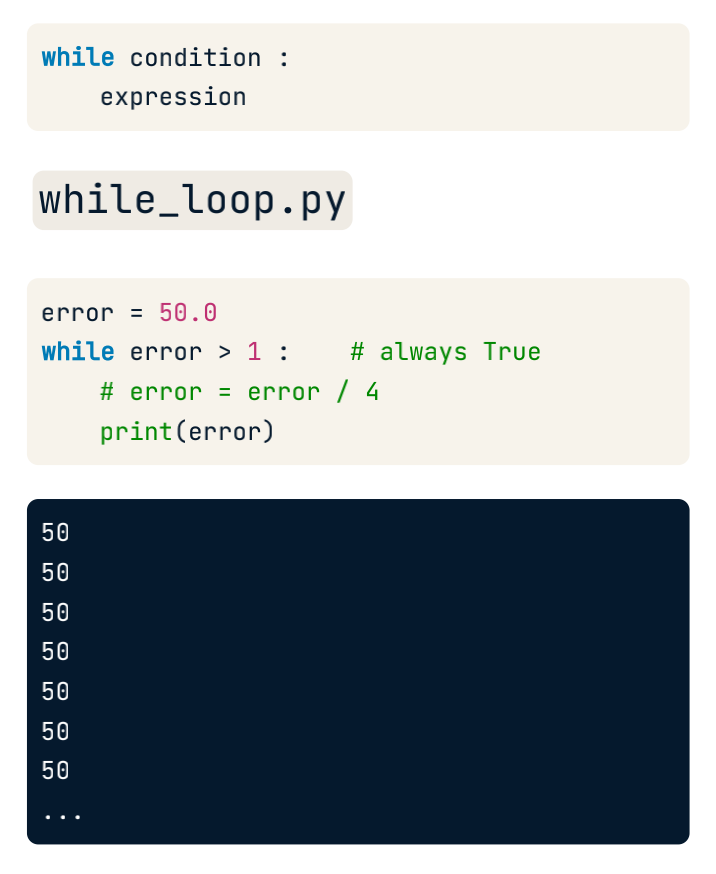 while condition :
    expression
while_loop.py
error = 50.0
while error > 1 :    # always True
    # error = error / 4
    print(error)
50
50
50
50
50
50
50
...